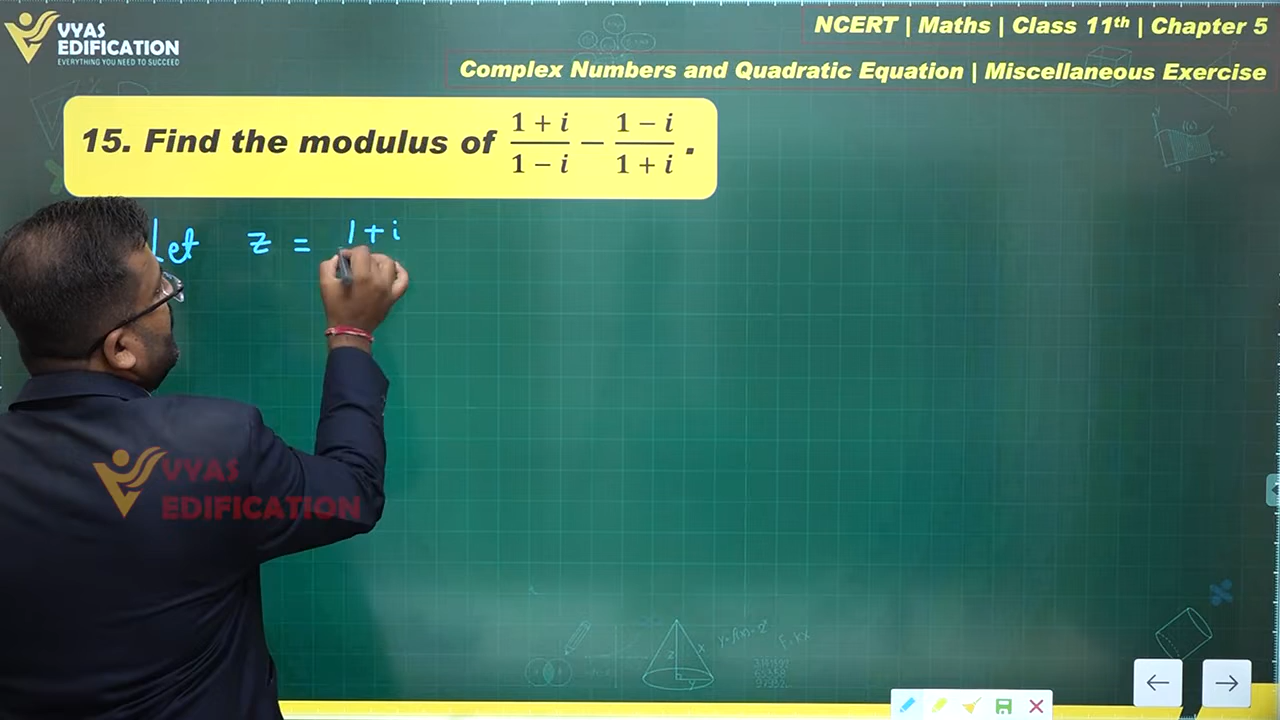 VYAS
EDIFICATION
EVERYTHING YOU NEED TO SUCCEED
NCERT | Maths | Class 11th | Chapter 5
Complex Numbers and Quadratic Equation | Miscellaneous Exercise
15. Find the modulus of (1 + i)/(1 − i) − (1 − i)/(1 + i) .
Let z = 1+i
VYAS
EDIFICATION